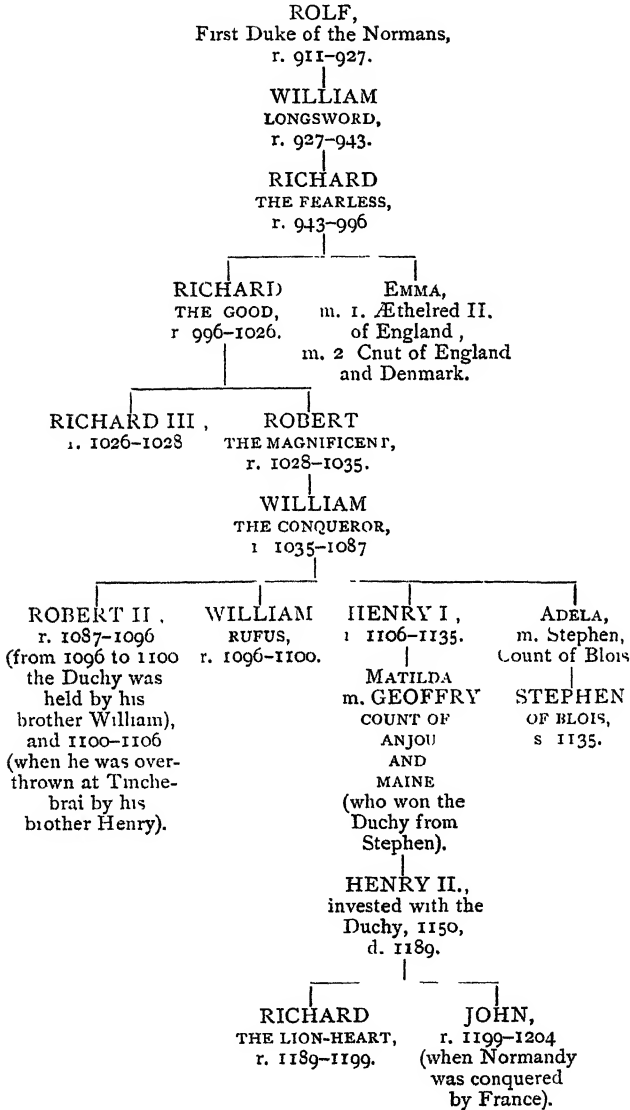 ROLF,
First Duke of the Normans,
r. 911–927.
WILLIAM
LONGSWORD,
r. 927–943.
RICHARD
THE FEARLESS,
r. 943–996
RICHARD
THE GOOD,
r 996–1026.
EMMA,
m. 1. Æthelred II.
of England ,
m. 2 Cnut of England
and Denmark.
RICHARD III ,
r. 1026–1028
ROBERT
THE MAGNIFICENT,
r. 1028–1035.
WILLIAM
THE CONQUEROR,
r 1035–1087
ROBERT II .
r. 1087–1096
(from 1096 to 1100
the Duchy was
held by his
brother William),
and 1100–1106
(when he was over-
thrown at Tinche-
brai by his
brother Henry).
WILLIAM
RUFUS,
r. 1096–1100.
HENRY I ,
r 1106–1135.
MATILDA
m. GEOFFRY
COUNT OF
ANJOU
AND
MAINE
(who won the
Duchy from
Stephen).
ADELA,
m. Stephen,
Count of Blois
STEPHEN
OF BLOIS,
s 1135.
HENRY II.,
invested with the
Duchy, 1150,
d. 1189.
RICHARD
THE LION-HEART,
r. 1189–1199.
JOHN,
r. 1199–1204
(when Normandy
was conquered
by France).